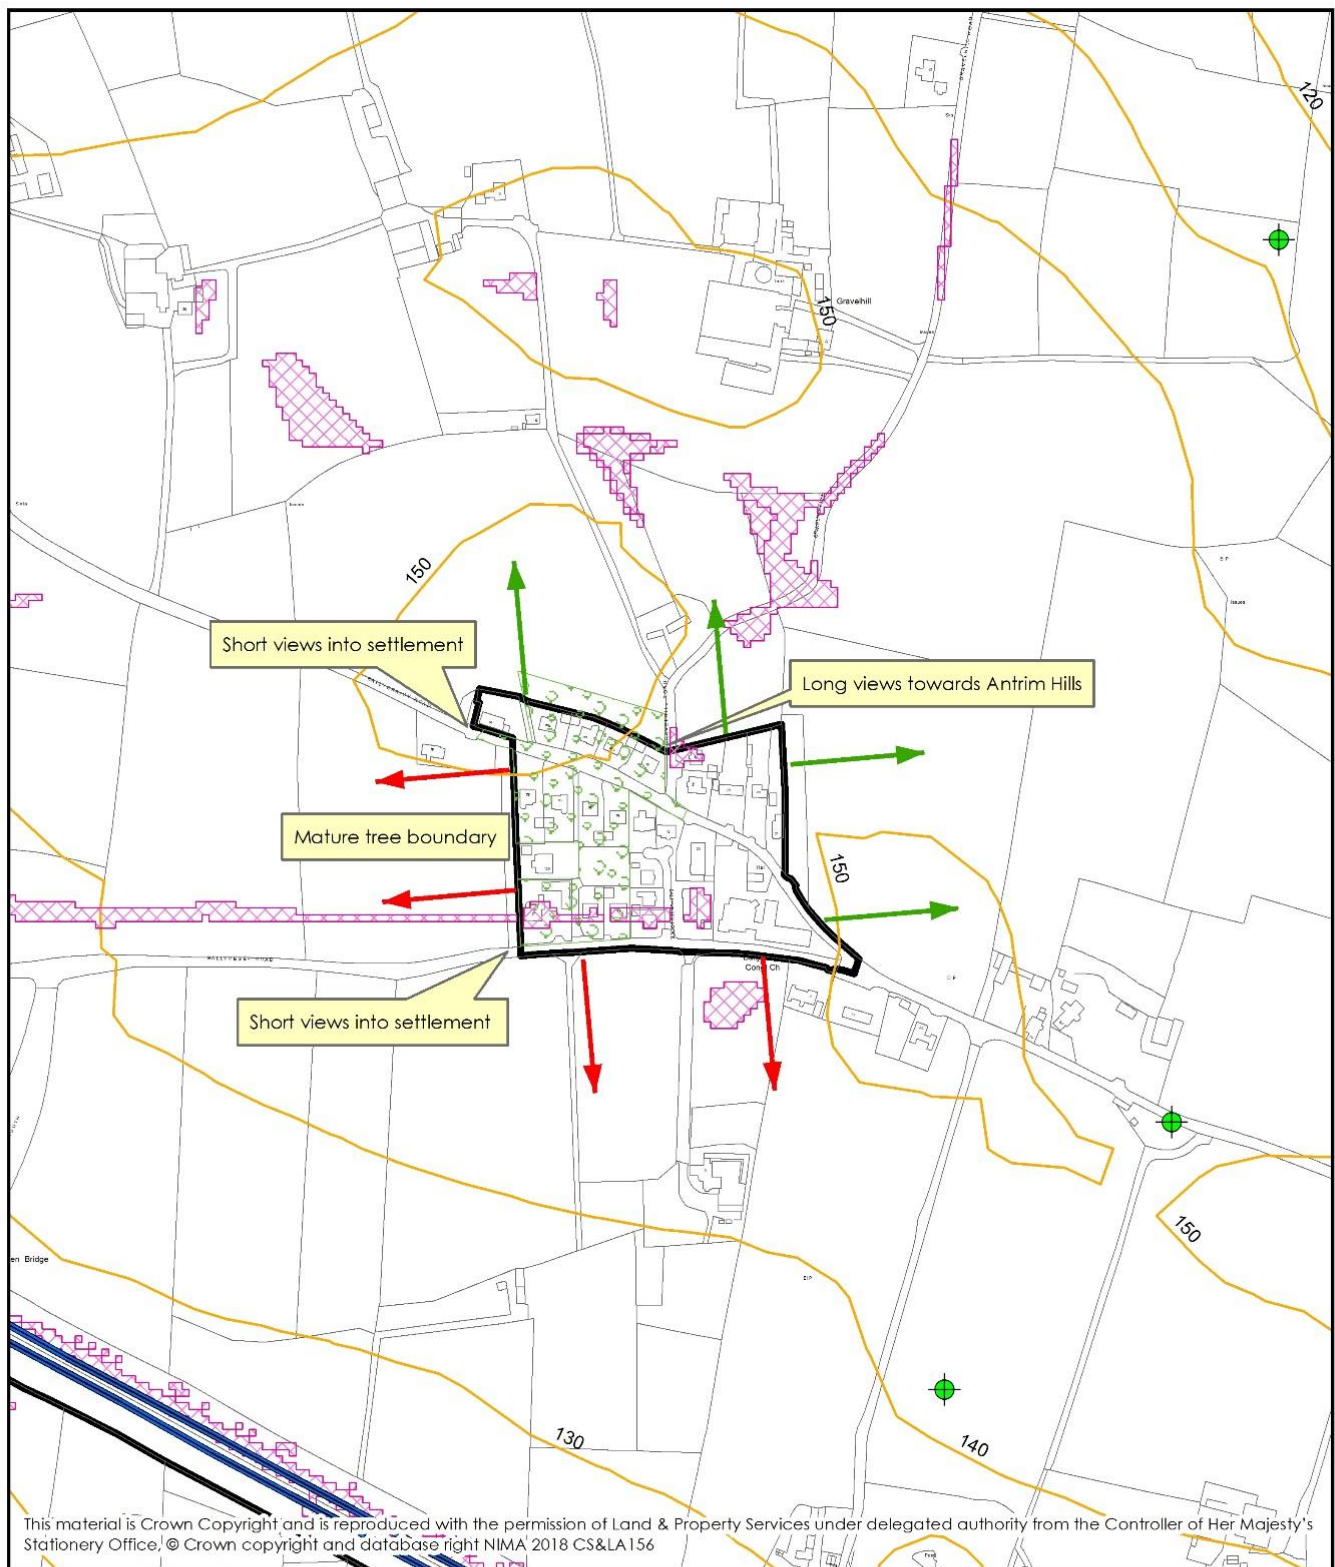 120
150
Gravelhill
150
Short views into settlement
Long views towards Antrim Hills
Mature tree boundary
150
Short views into settlement
150
en Bridge
130
140
This material is Crown Copyright and is reproduced with the permission of Land & Property Services under delegated authority from the Controller of Her Majesty's
Stationery Office, © Crown copyright and database right NIMA 2018 CS&LA156